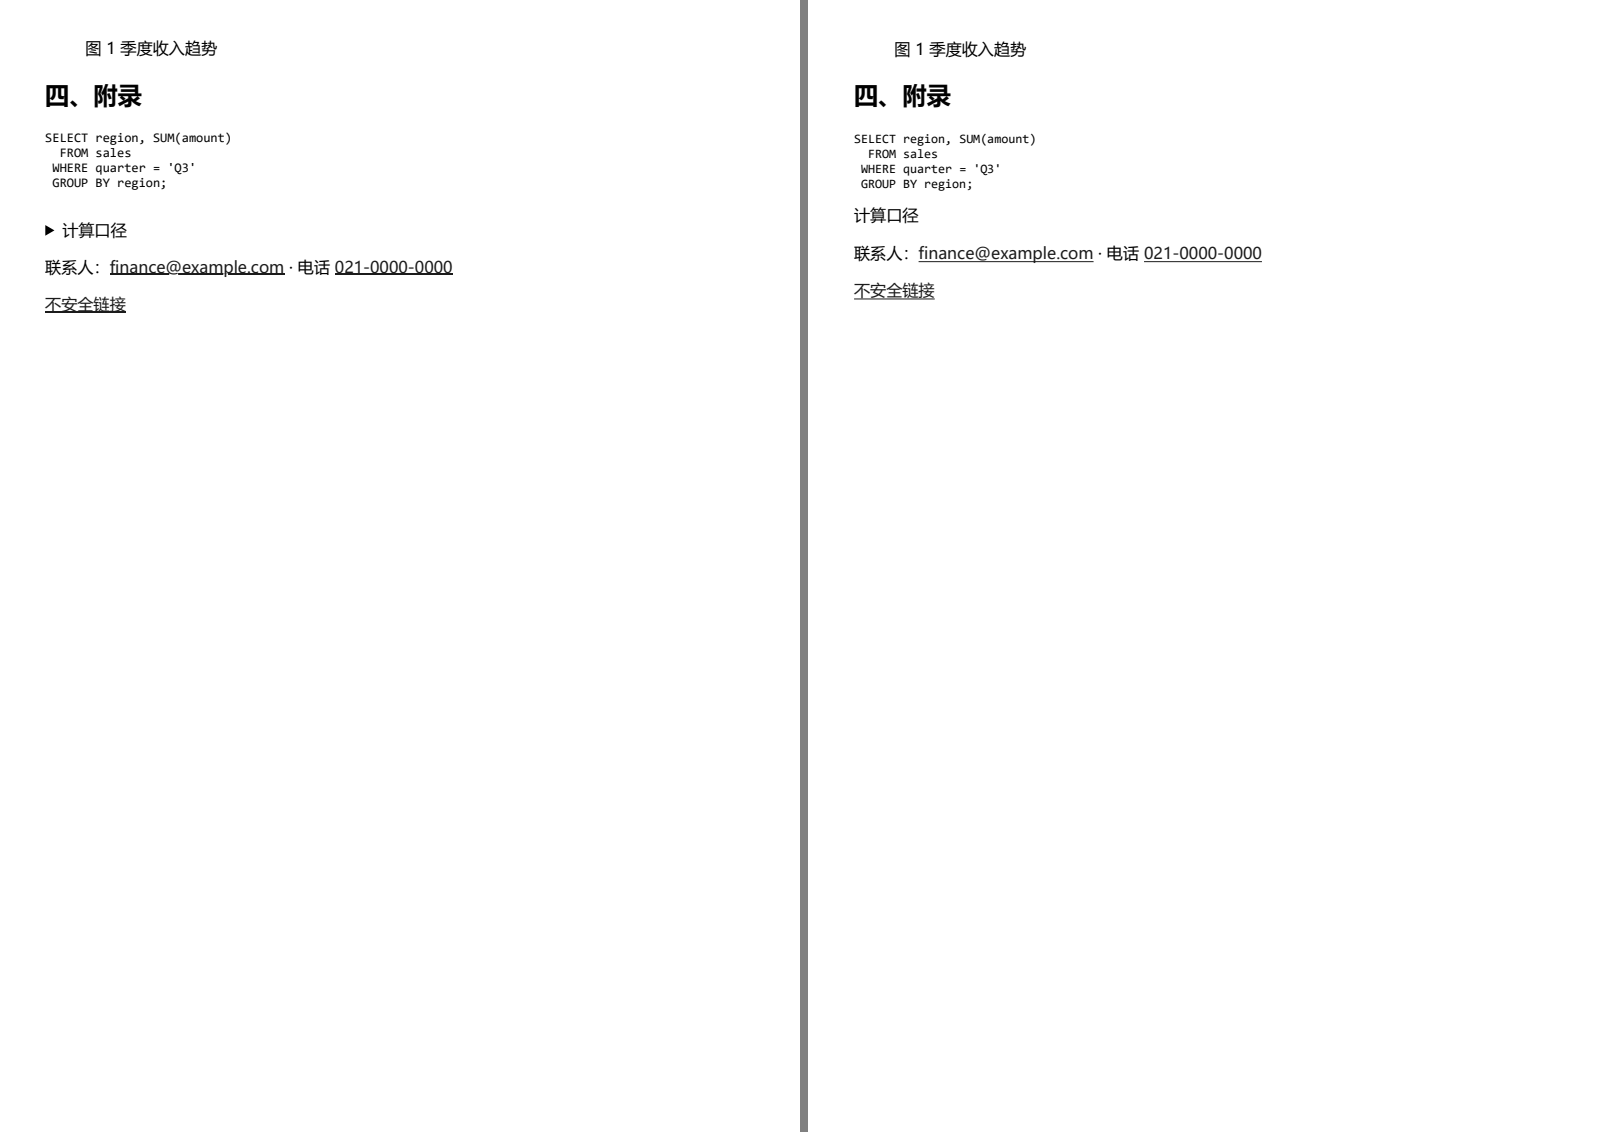 图 1 季度收入趋势
四、附录
SELECT region, SUM(amount)
  FROM sales
 WHERE quarter = 'Q3'
 GROUP BY region;
▶ 计算口径
联系人：finance@example.com · 电话 021-0000-0000
不安全链接
图 1 季度收入趋势
四、附录
SELECT region, SUM(amount)
  FROM sales
 WHERE quarter = 'Q3'
 GROUP BY region;
计算口径
联系人：finance@example.com · 电话 021-0000-0000
不安全链接